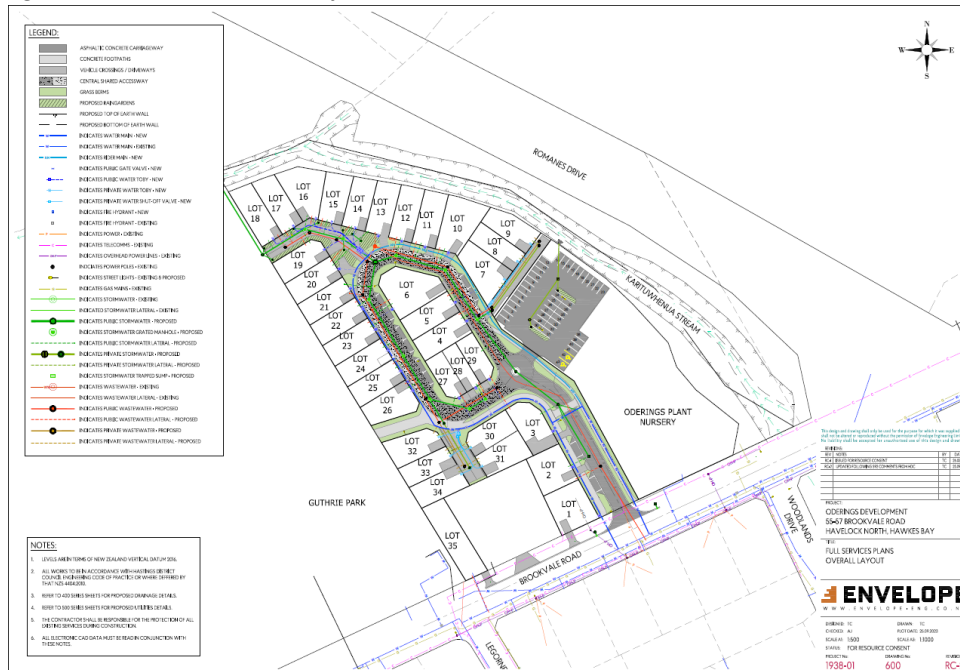 LEGEND:
ASPHALTIC CONCRETE CARRIAGEWAY
CONCRETE FOOTPATHS
VEHICLE CROSSINGS / DRIVEWAYS
CENTRAL SHARED ACCESSWAY
GRASS BERMS
PROPOSED RAINGARDENS
PROPOSED TOP OF EARTH WALL
PROPOSED BOTTOM OF EARTH WALL
INDICATES WATER MAIN - NEW
INDICATES WATER MAIN - EXISTING
INDICATES RIDER MAIN - NEW
INDICATES PUBLIC GATE VALVE - NEW
INDICATES PUBLIC WATER TOBY - NEW
INDICATES PRIVATE WATER TOBY - NEW
INDICATES PRIVATE WATER SHUT-OFF VALVE - NEW
INDICATES FIRE HYDRANT - NEW
INDICATES FIRE HYDRANT - EXISTING
INDICATES POWER - EXISTING
INDICATES TELECOMMS - EXISTING
INDICATES OVERHEAD POWER LINES - EXISTING
INDICATES POWER POLES - EXISTING
INDICATES STREET LIGHTS - EXISTING & PROPOSED
INDICATES GAS MAINS - EXISTING
INDICATES STORMWATER - EXISTING
INDICATED STORMWATER LATERAL - EXISTING
INDICATES PUBLIC STORMWATER - PROPOSED
INDICATES STORMWATER GRATED MANHOLE - PROPOSED
INDICATES PUBLIC STORMWATER LATERAL - PROPOSED
INDICATES PRIVATE STORMWATER - PROPOSED
INDICATES PRIVATE STORMWATER LATERAL - PROPOSED
INDICATES STORMWATER TRAPPED SUMP - PROPOSED
INDICATES WASTEWATER - EXISTING
INDICATES WASTEWATER LATERAL - EXISTING
INDICATES PUBLIC WASTEWATER - PROPOSED
INDICATES PUBLIC WASTEWATER LATERAL - PROPOSED
INDICATES PRIVATE WASTEWATER - PROPOSED
INDICATES PRIVATE WASTEWATER LATERAL - PROPOSED
N
W E
S
ROMANES DRIVE
KARITUWHENUA STREAM
LOT 18
LOT 17
LOT 16
LOT 15
LOT 14
LOT 13
LOT 12
LOT 11
LOT 10
LOT 9
LOT 8
LOT 7
LOT 19
LOT 20
LOT 21
LOT 22
LOT 23
LOT 24
LOT 25
LOT 26
LOT 6
LOT 5
LOT 4
LOT 29
LOT 28
LOT 27
LOT 30
LOT 31
LOT 32
LOT 33
LOT 34
LOT 35
LOT 3
LOT 2
LOT 1
ODERINGS PLANT
NURSERY
GUTHRIE PARK
BROOKVALE ROAD
WOODLANDS
DRIVE
NOTES:
1. LEVELS ARE IN TERMS OF NEW ZEALAND VERTICAL DATUM 2016.
2. ALL WORKS TO BE IN ACCORDANCE WITH HASTINGS DISTRICT
COUNCIL ENGINEERING CODE OF PRACTICE OR WHERE DEFERRED BY
THAT NZS 4404:2010.
3. REFER TO 400 SERIES SHEETS FOR PROPOSED DRAINAGE DETAILS.
4. REFER TO 500 SERIES SHEETS FOR PROPOSED UTILITIES DETAILS.
5. THE CONTRACTOR SHALL BE RESPONSIBLE FOR THE PROTECTION OF ALL
EXISTING SERVICES DURING CONSTRUCTION.
6. ALL ELECTRONIC CAD DATA MUST BE READ IN CONJUNCTION WITH
THESE NOTES.
PROJECT:
ODERINGS DEVELOPMENT
55-67 BROOKVALE ROAD
HAVELOCK NORTH, HAWKES BAY
FULL SERVICES PLANS
OVERALL LAYOUT
ENVELOPE
STATUS: FOR RESOURCE CONSENT
1938-01 600 RC-